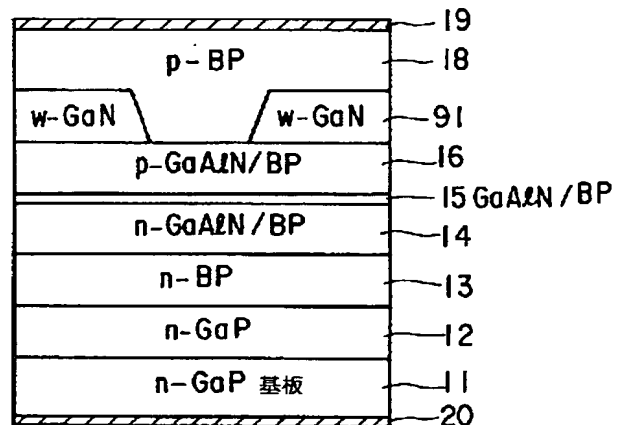 19
p-BP 18
w-GaN w-GaN 91
p-GaAlN/BP 16
15 GaAlN/BP
n-GaAlN/BP 14
n-BP 13
n-GaP 12
n-GaP 基板 11
20